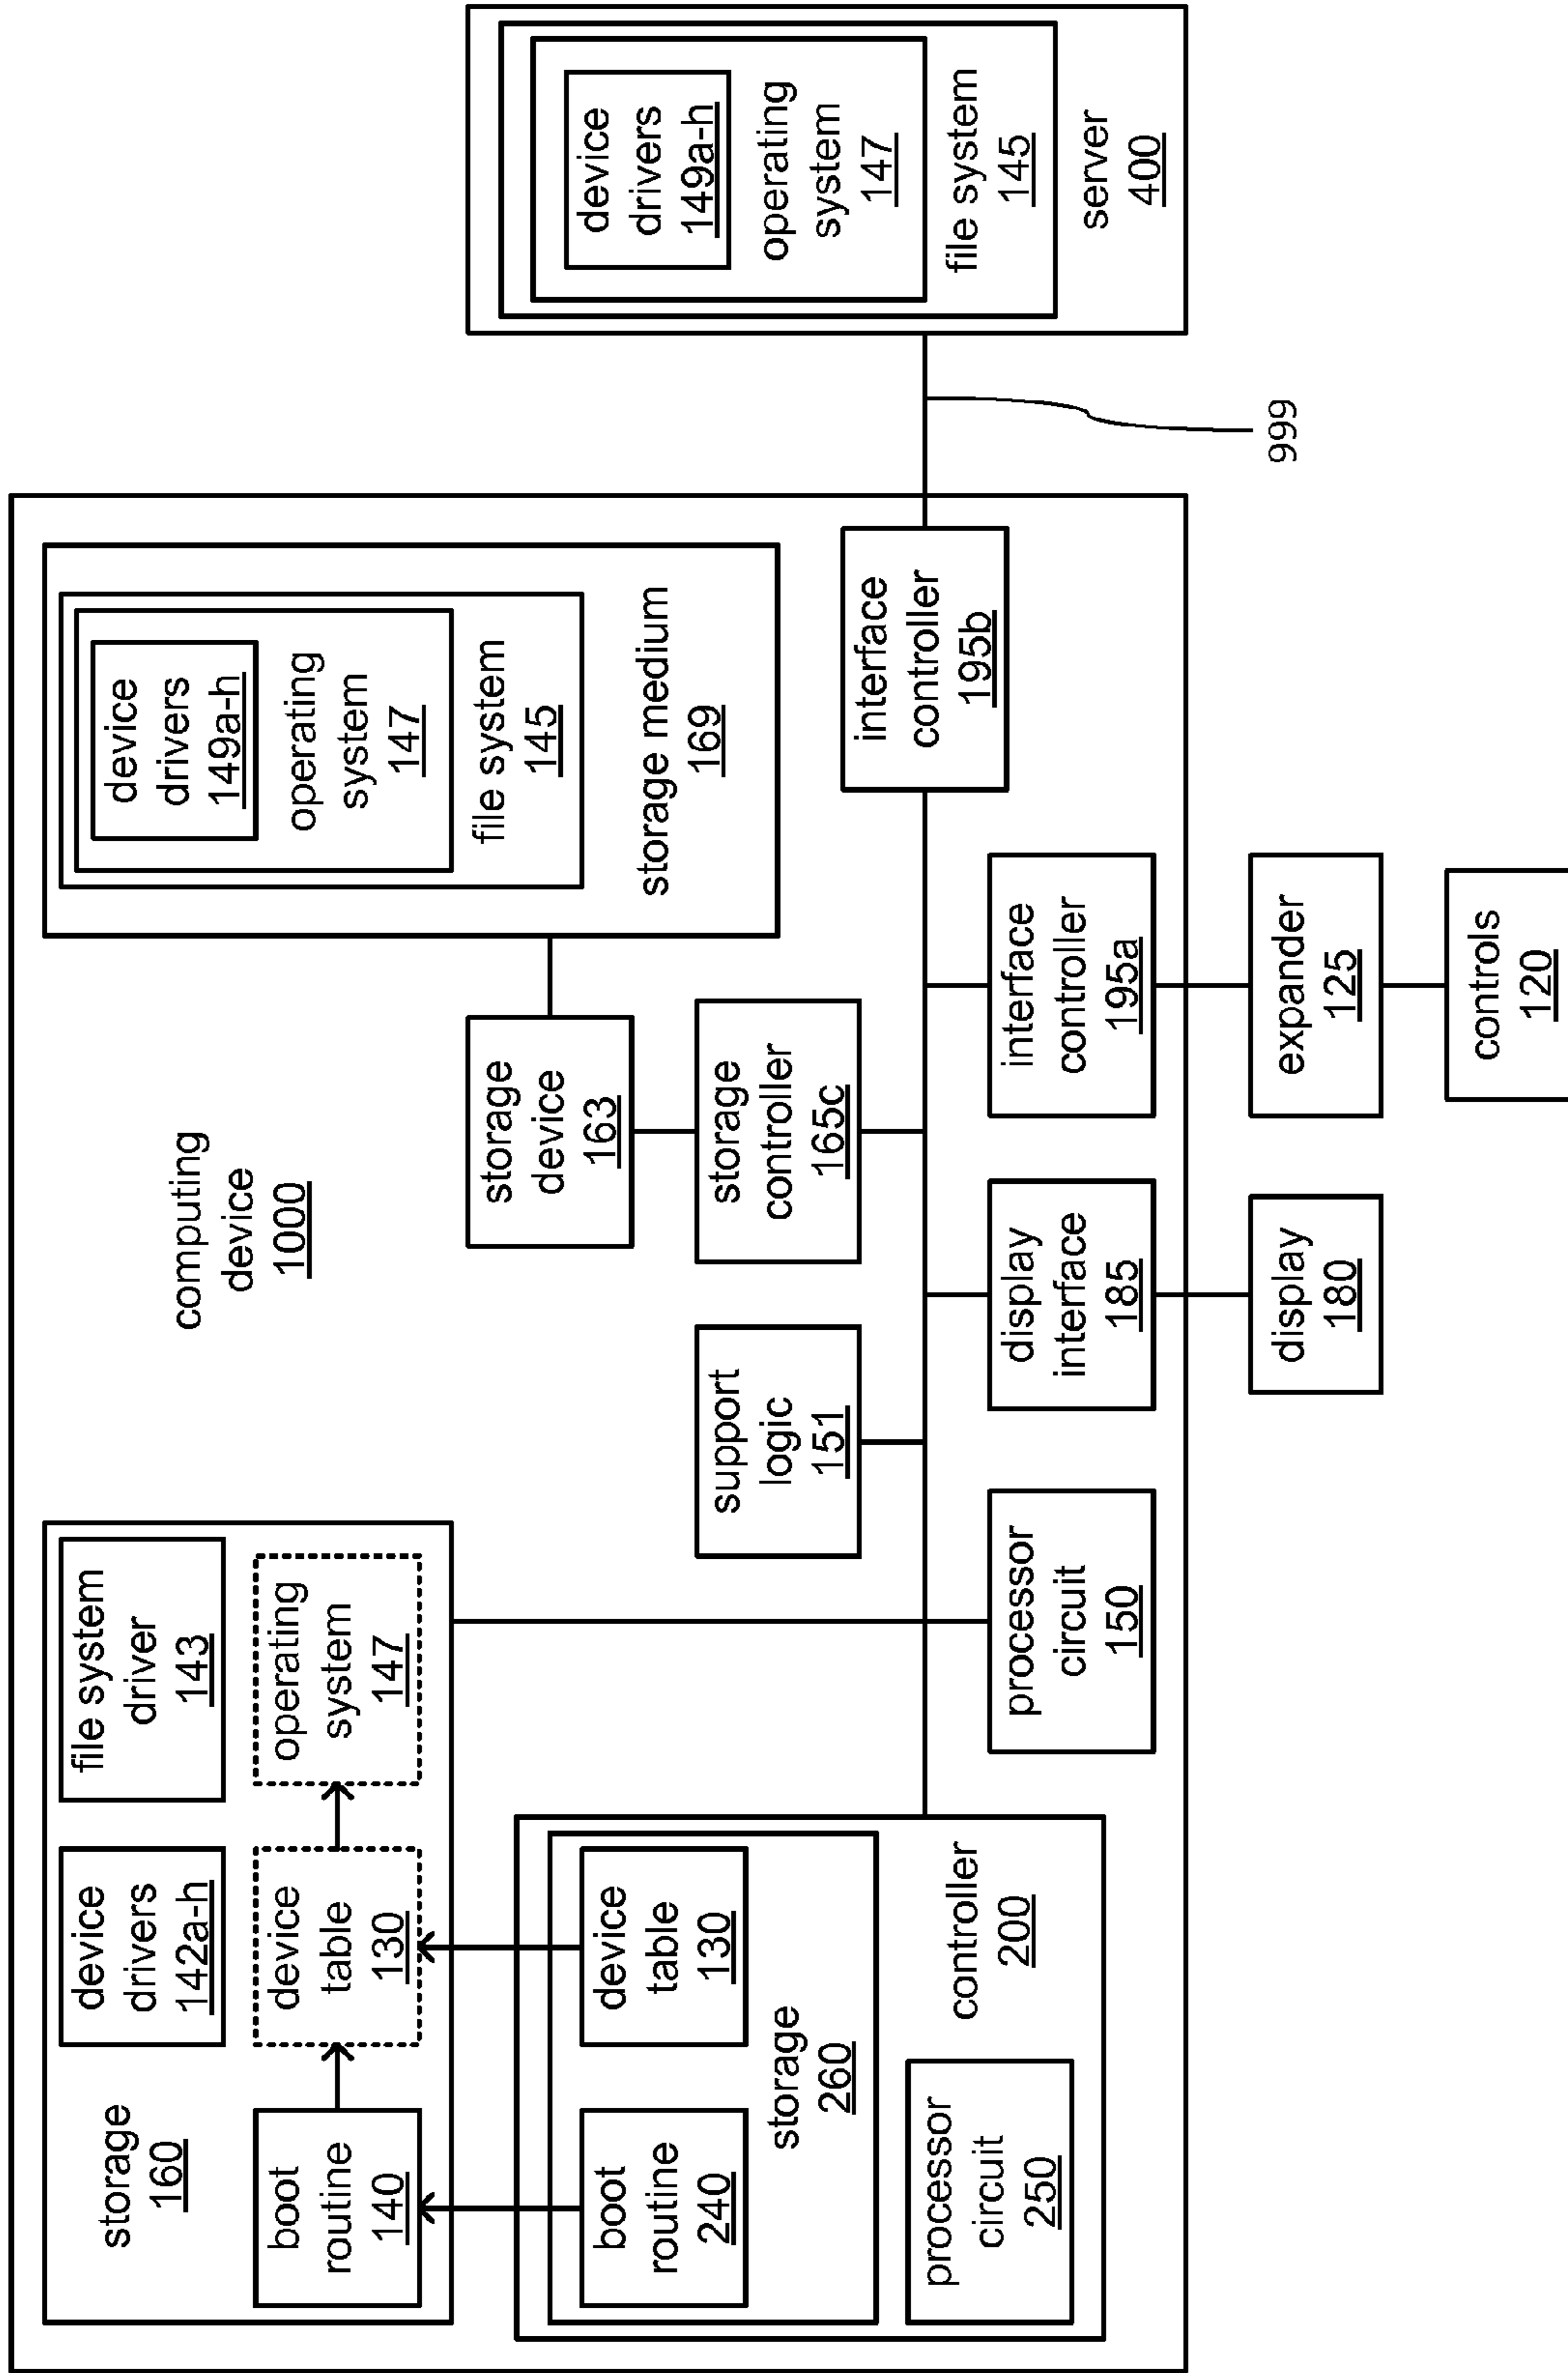 computing
device
1000
storage
160
device
drivers
142a-h
file system
driver
143
boot
routine
140
device
table
130
operating
system
147
boot
routine
240
device
table
130
storage
260
processor
circuit
250
controller
200
processor
circuit
150
support
logic
151
storage
device
163
storage
controller
165c
device
drivers
149a-h
operating
system
147
file system
145
storage medium
169
interface
controller
195b
display
interface
185
interface
controller
195a
display
180
expander
125
controls
120
device
drivers
149a-h
operating
system
147
file system
145
server
400
999